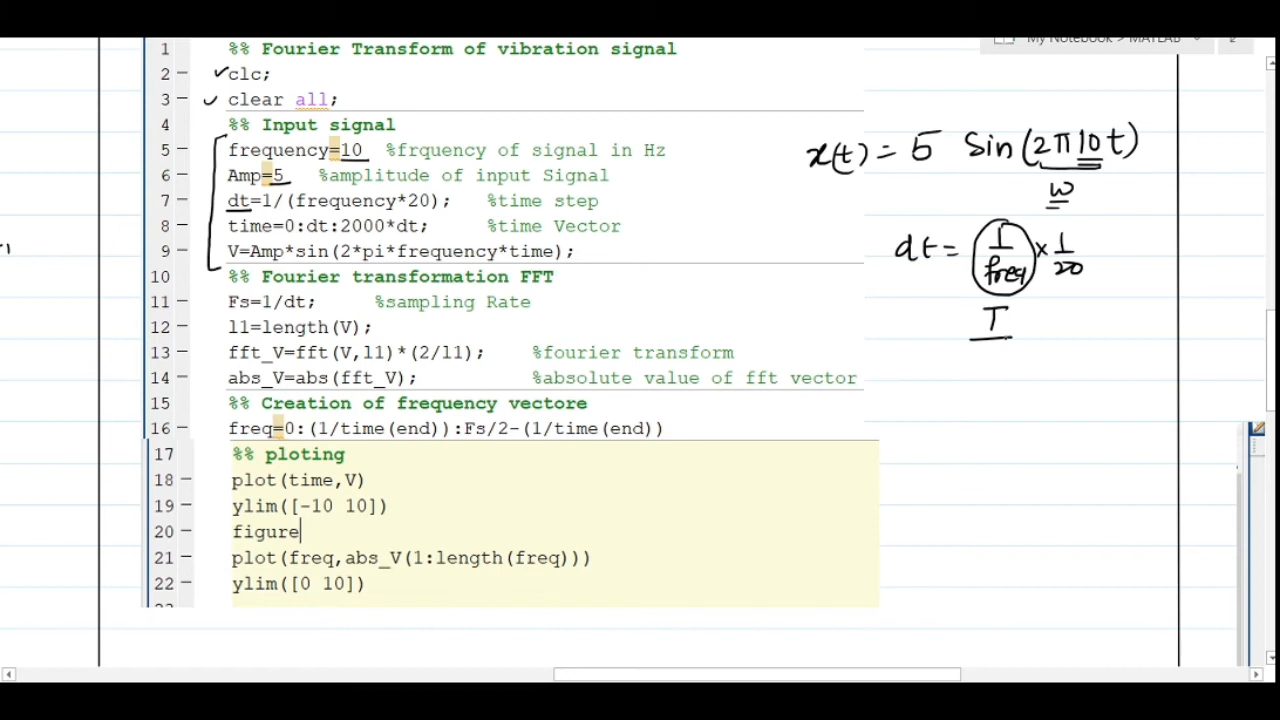 My Notebook > MATLAB
1 %% Fourier Transform of vibration signal
2 clc;
3 clear all;
4 %% Input signal
5 frequency=10 %frquency of signal in Hz
6 Amp=5 %amplitude of input Signal
7 dt=1/(frequency*20); %time step
8 time=0:dt:2000*dt; %time Vector
9 V=Amp*sin(2*pi*frequency*time);
10 %% Fourier transformation FFT
11 Fs=1/dt; %sampling Rate
12 l1=length(V);
13 fft_V=fft(V,l1)*(2/l1); %fourier transform
14 abs_V=abs(fft_V); %absolute value of fft vector
15 %% Creation of frequency vectore
16 freq=0:(1/time(end)):Fs/2-(1/time(end))
17 %% ploting
18 plot(time,V)
19 ylim([-10 10])
20 figure
21 plot(freq,abs_V(1:length(freq)))
22 ylim([0 10])
x(t) = 5 Sin(2π10t)
w
dt = 1/freq × 1/20
T